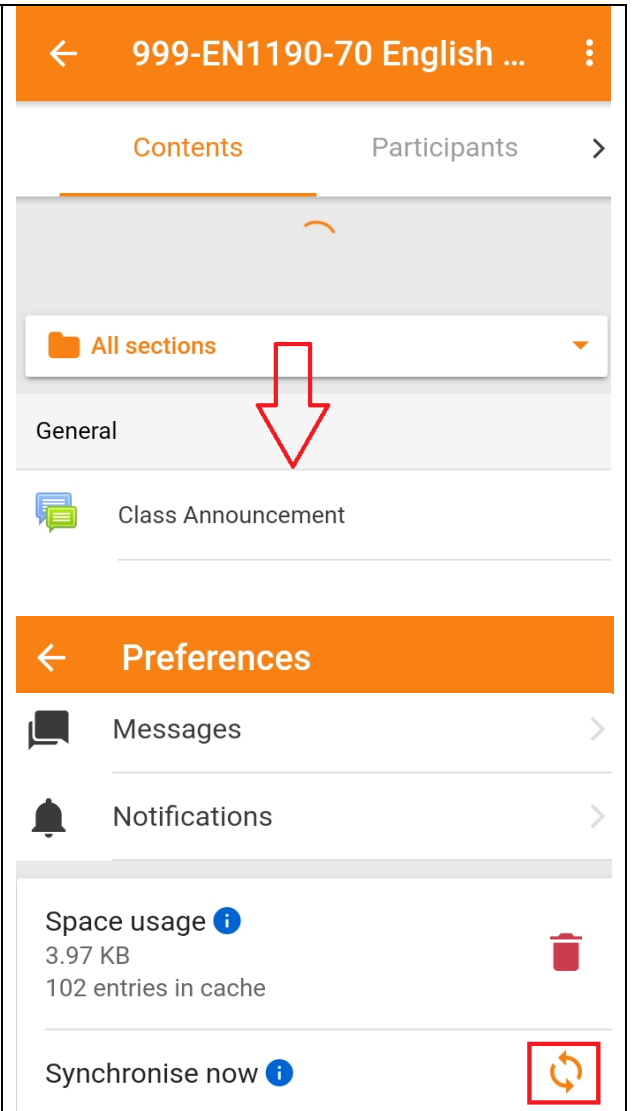 999-EN1190-70 English ...
Contents
Participants
All sections
General
Class Announcement
Preferences
Messages
Notifications
Space usage
3.97 KB
102 entries in cache
Synchronise now